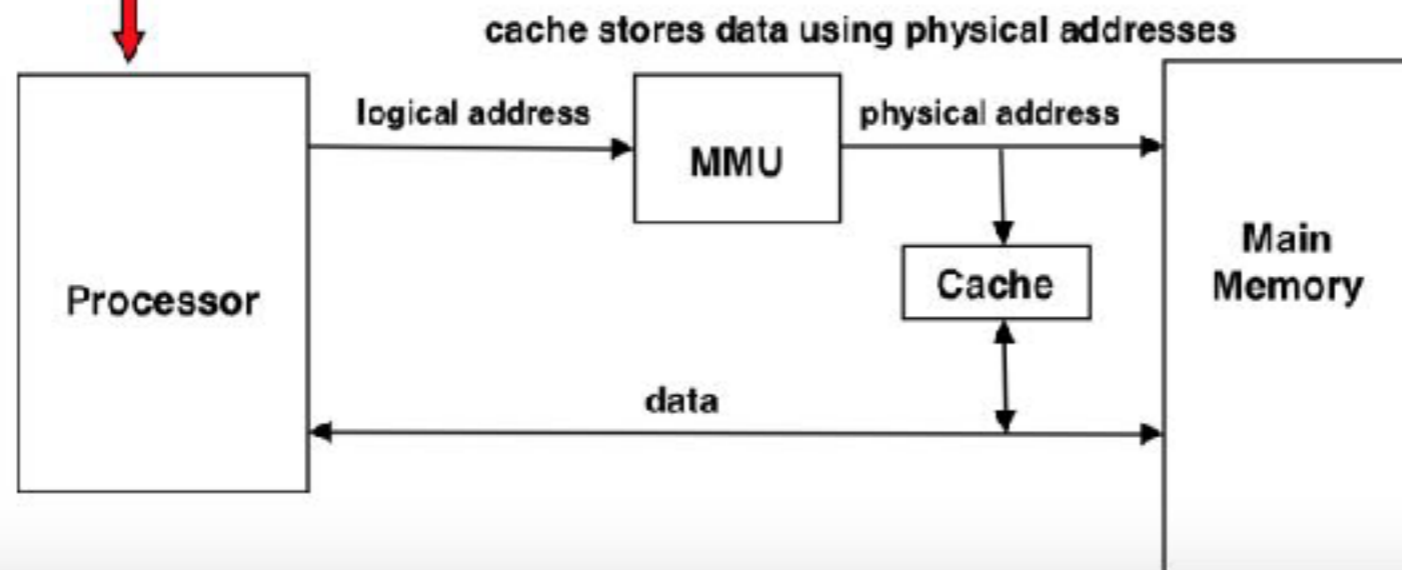 cache stores data using physical addresses
logical address
physical address
MMU
Main
Memory
Cache
Processor
data